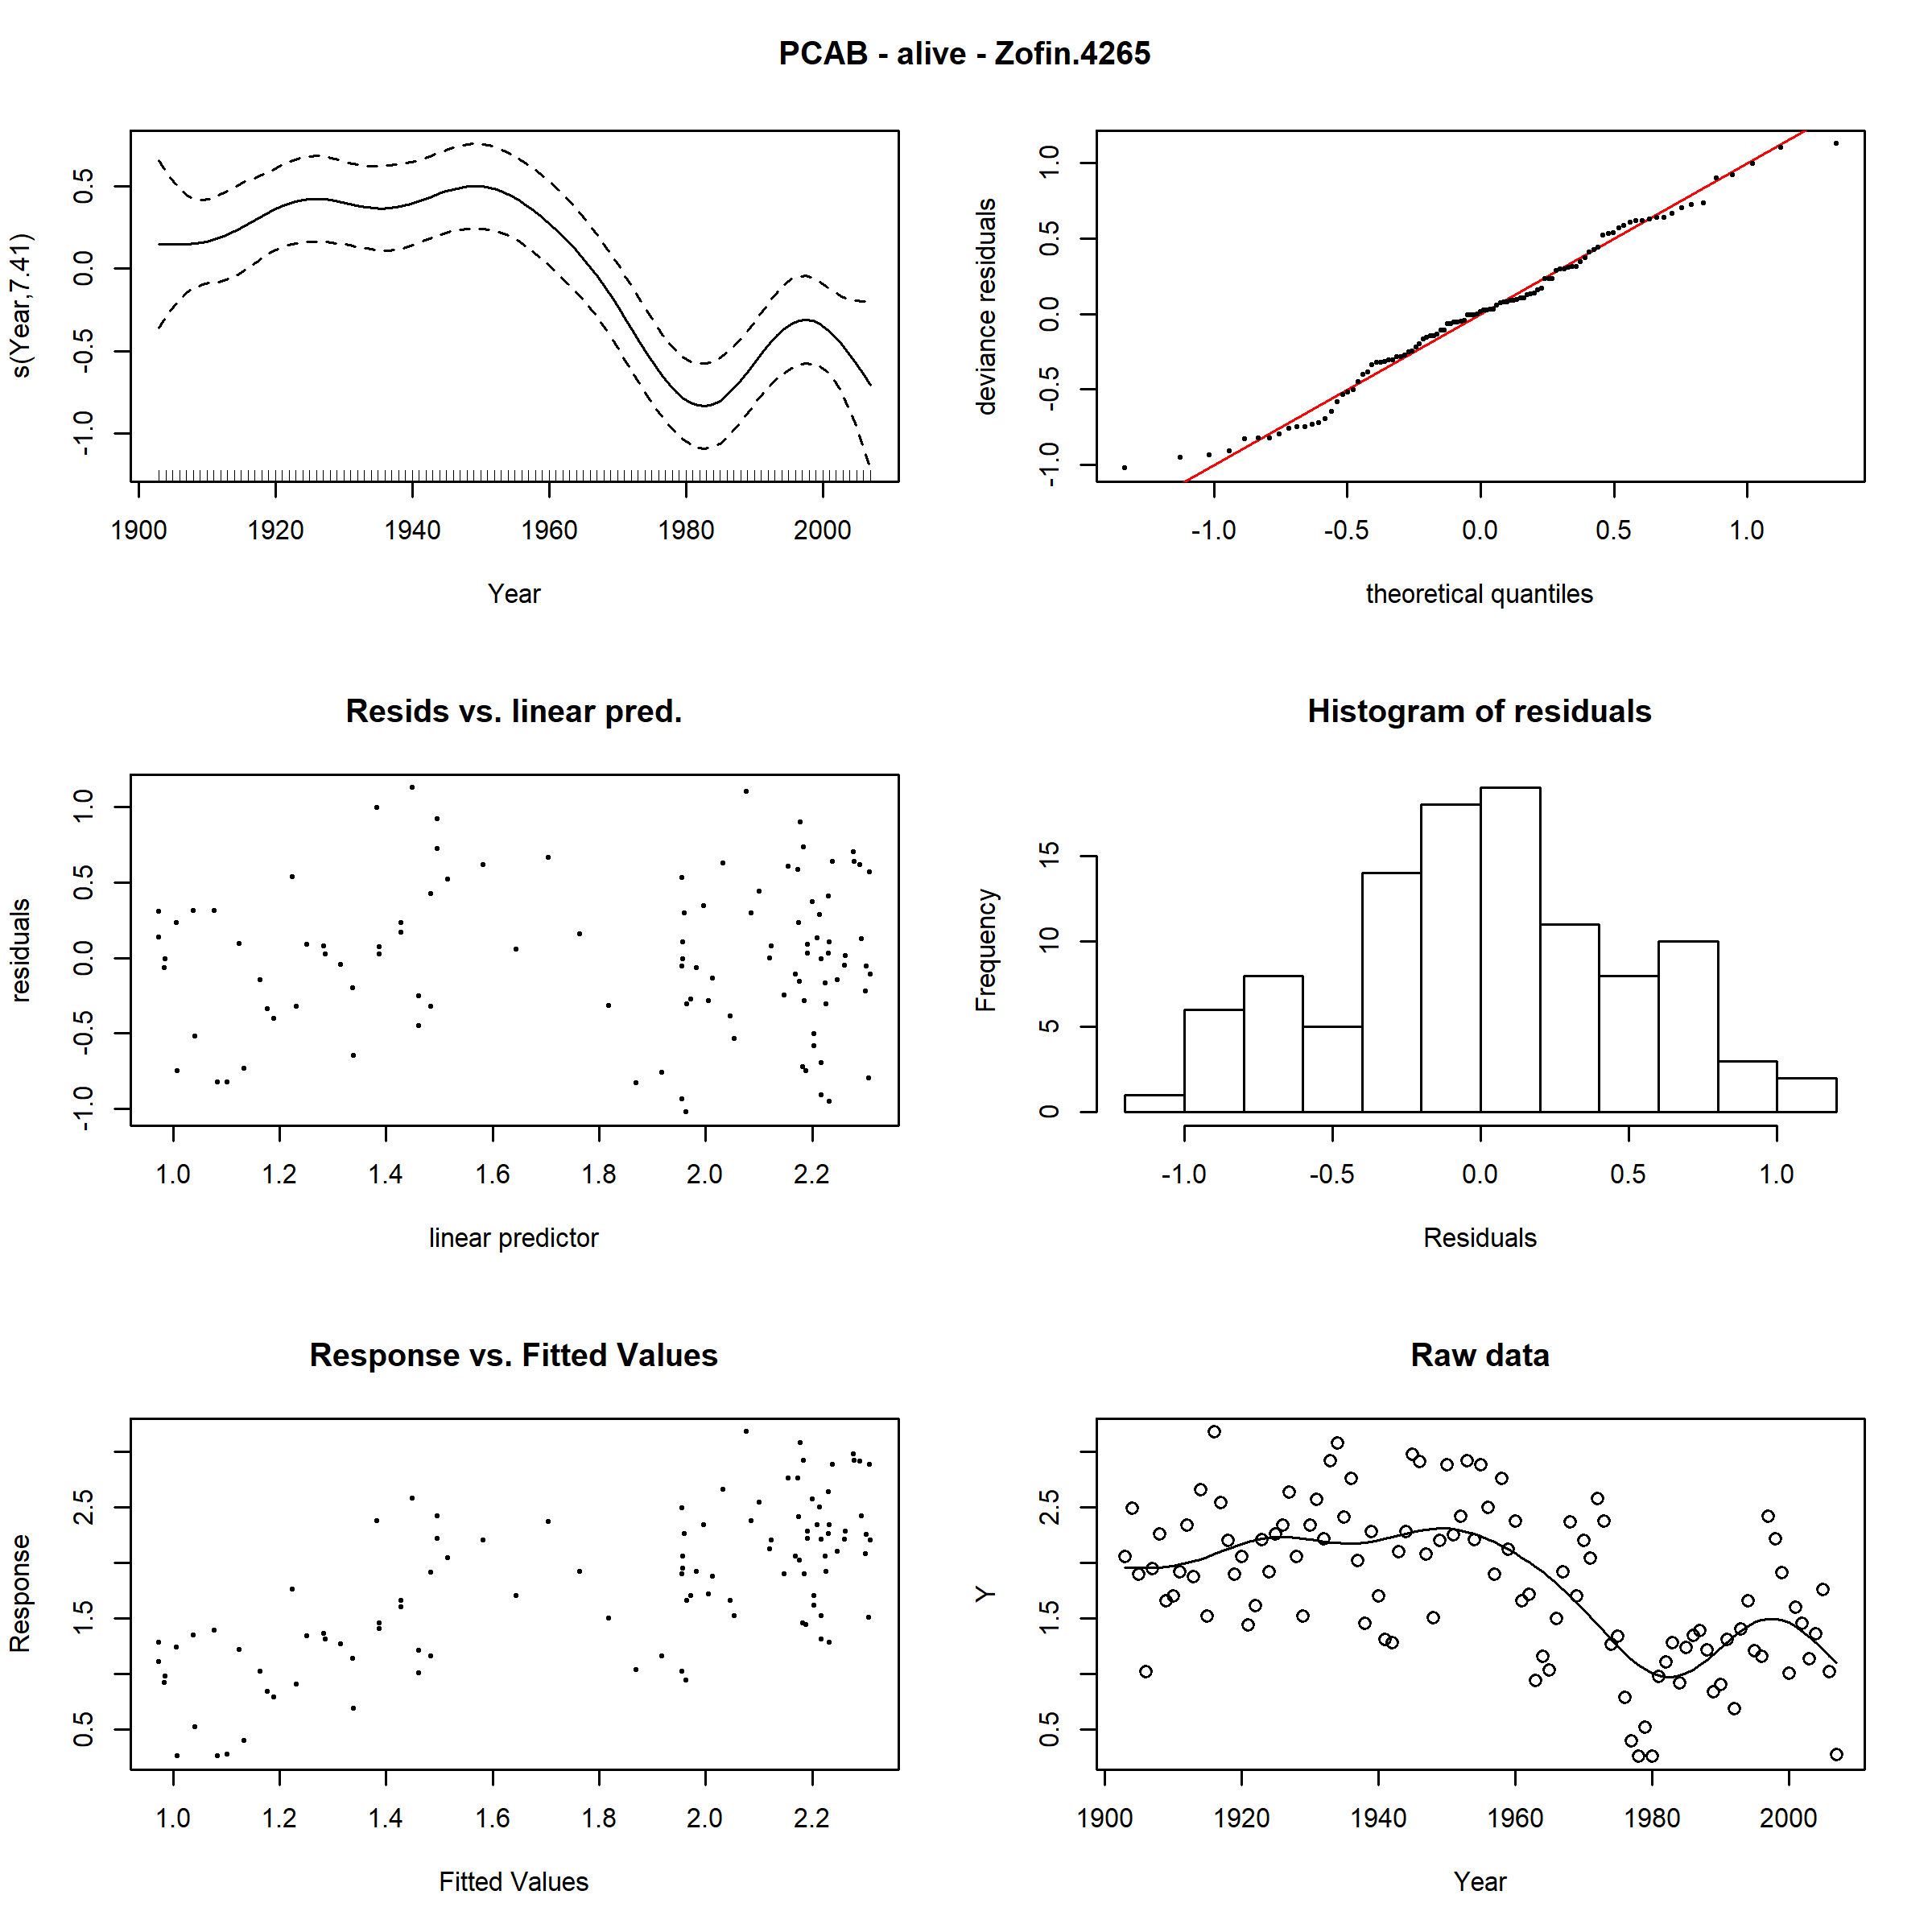 PCAB - alive - Zofin.4265
s(Year,7.41)
0.5
0.0
-0.5
-1.0
1900 1920 1940 1960 1980 2000
Year
deviance residuals
1.0
0.5
0.0
-0.5
-1.0
-1.0 -0.5 0.0 0.5 1.0
theoretical quantiles
Resids vs. linear pred.
residuals
1.0
0.5
0.0
-0.5
-1.0
1.0 1.2 1.4 1.6 1.8 2.0 2.2
linear predictor
Histogram of residuals
Frequency
15
10
5
0
-1.0 -0.5 0.0 0.5 1.0
Residuals
Response vs. Fitted Values
Response
2.5
1.5
0.5
1.0 1.2 1.4 1.6 1.8 2.0 2.2
Fitted Values
Raw data
Y
2.5
1.5
0.5
1900 1920 1940 1960 1980 2000
Year